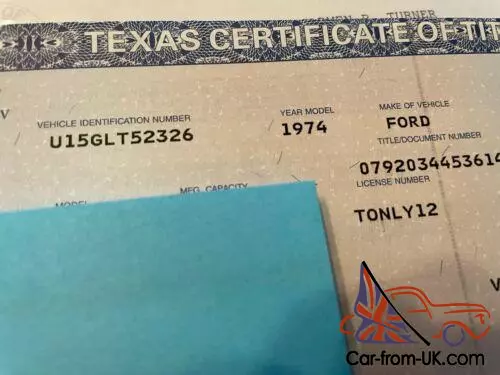 TURNER
TEXAS CERTIFICATE OF TIT
VEHICLE IDENTIFICATION NUMBER
U15GLT52326
YEAR MODEL
1974
MAKE OF VEHICLE
FORD
TITLE/DOCUMENT NUMBER
0792034453614
LICENSE NUMBER
TONLY12
MODEL
MFG. CAPACITY
V
V
Car-from-UK.com